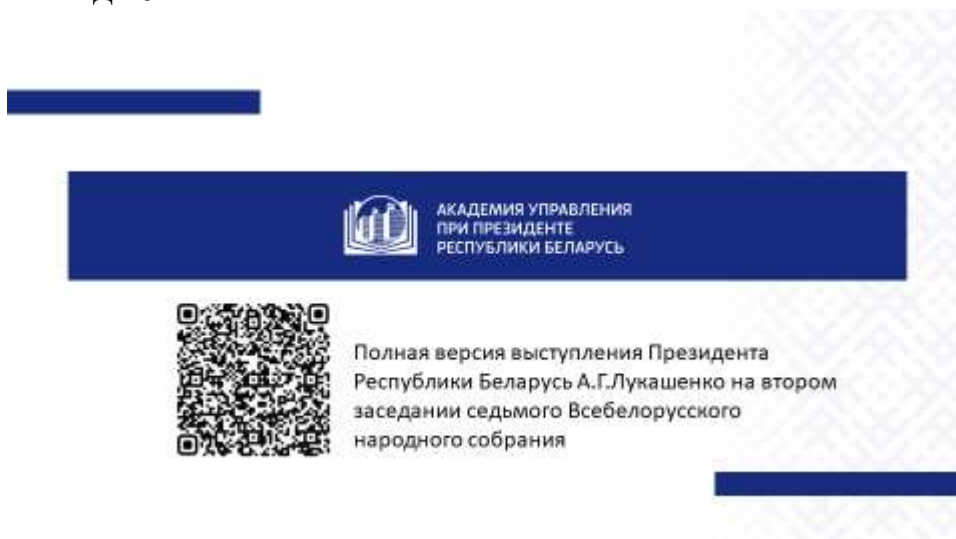 АКАДЕМИЯ УПРАВЛЕНИЯ
ПРИ ПРЕЗИДЕНТЕ
РЕСПУБЛИКИ БЕЛАРУСЬ
Полная версия выступления Президента
Республики Беларусь А.Г.Лукашенко на втором
заседании седьмого Всебелорусского
народного собрания